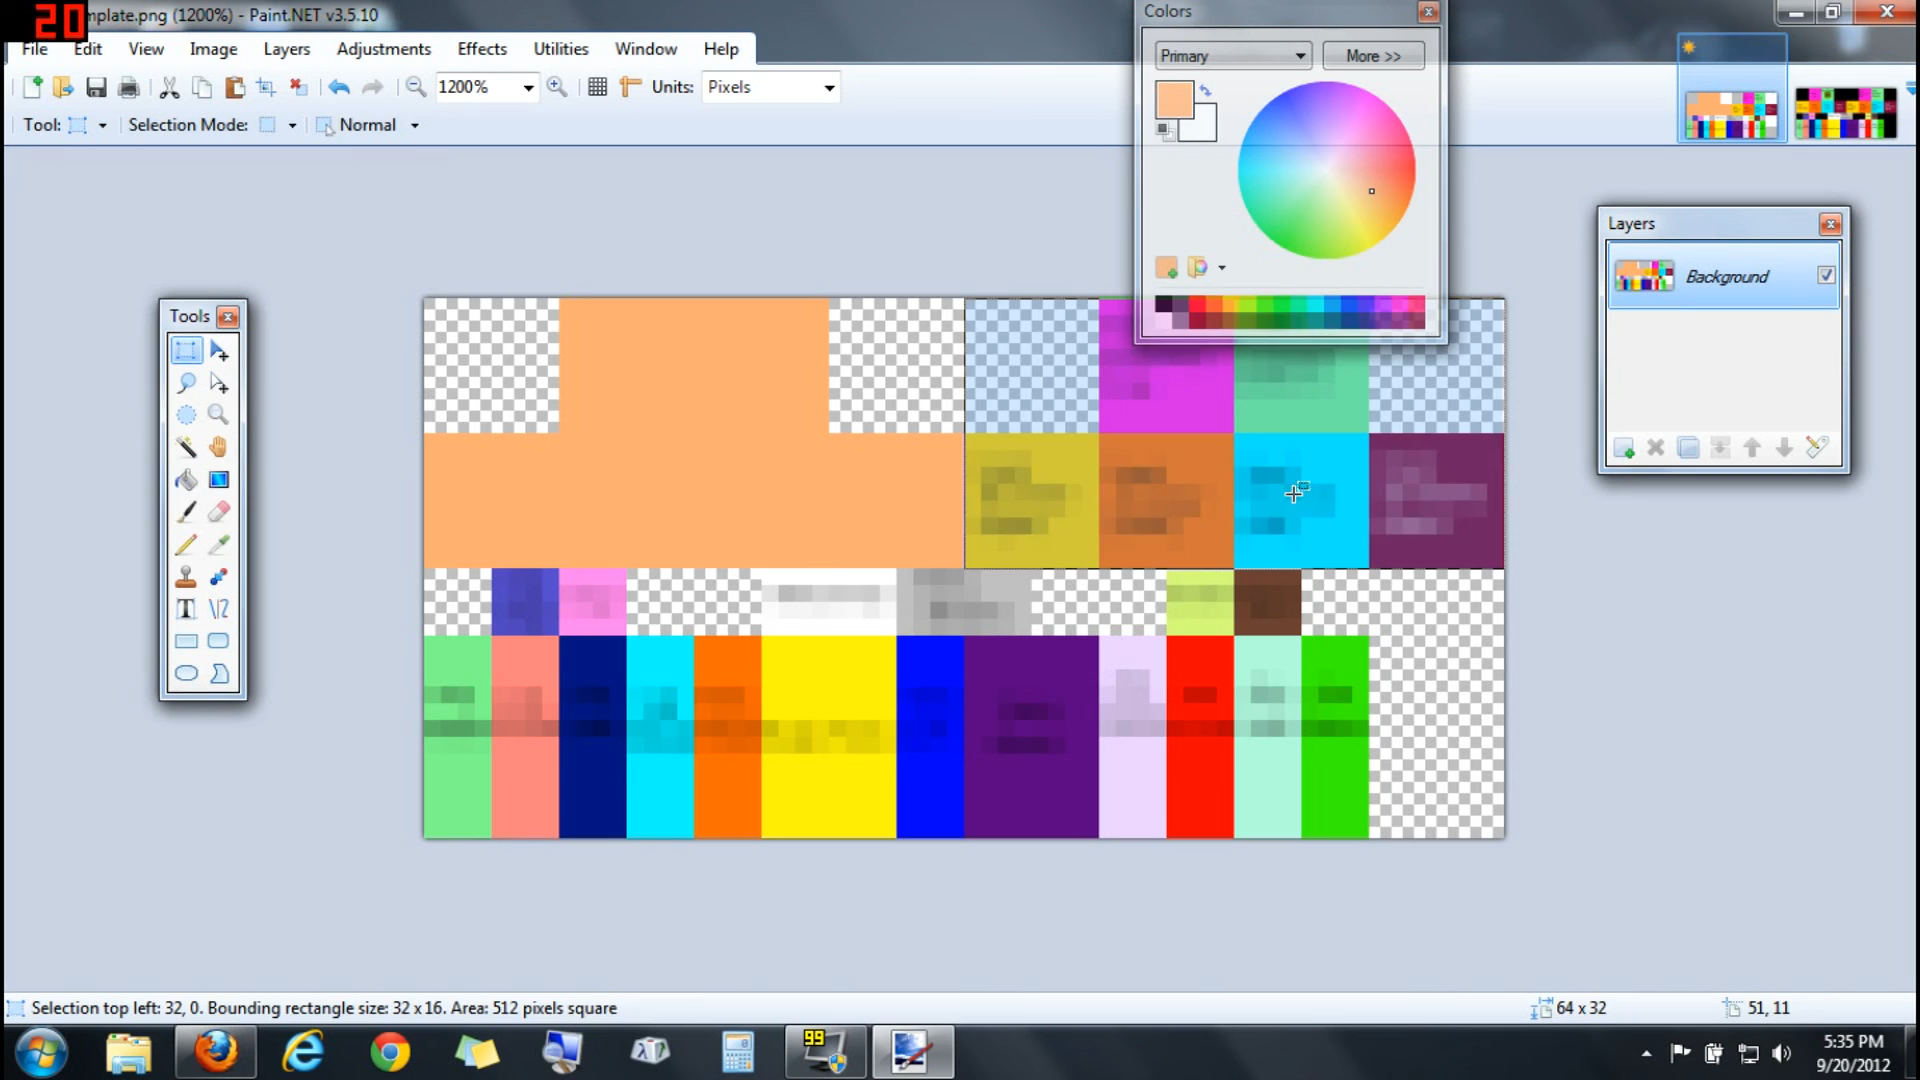 20
mplate.png (1200%) - Paint.NET v3.5.10
File Edit View Image Layers Adjustments Effects Utilities Window Help
1200% Units: Pixels
Tool: Selection Mode: Normal
Colors
Primary More >>
Layers
Background
Tools
Selection top left: 32, 0. Bounding rectangle size: 32 x 16. Area: 512 pixels square
64 x 32
51, 11
99
5:35 PM
9/20/2012